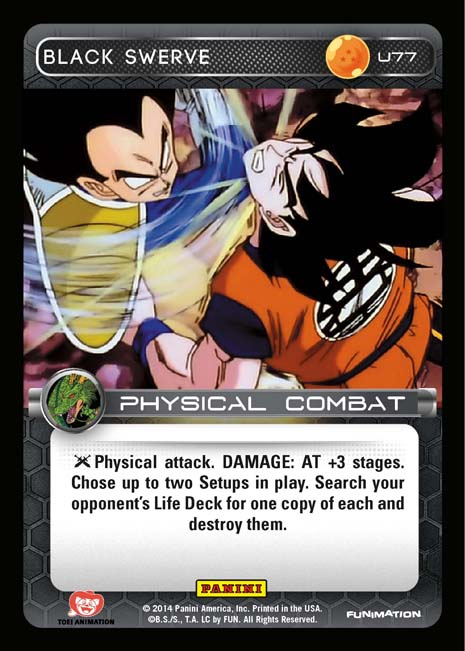 BLACK SWERVE
U77
PHYSICAL COMBAT
Physical attack. DAMAGE: AT +3 stages.
Chose up to two Setups in play. Search your
opponent's Life Deck for one copy of each and
destroy them.
PANINI
TOEI ANIMATION
© 2014 Panini America, Inc. Printed in the USA.
©B.S./S., T.A. LC by FUN. All Rights Reserved.
FUNIMATION